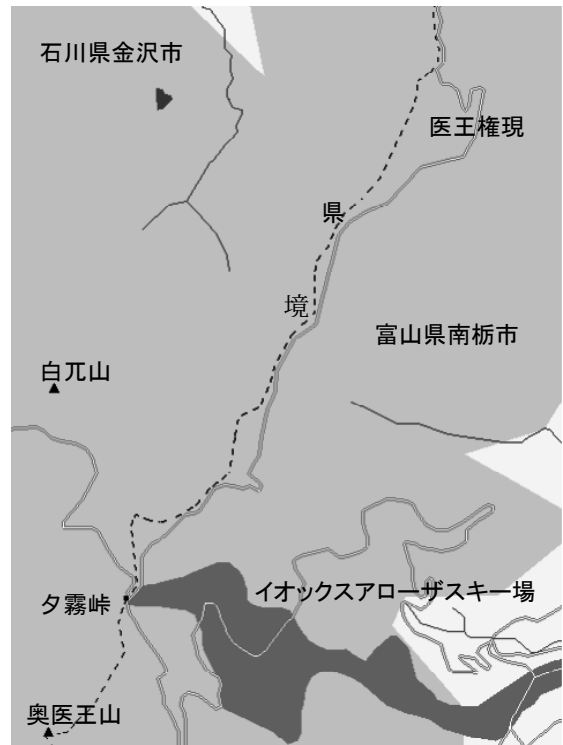 石川県金沢市
医王権現
県
境
富山県南栃市
白兀山
イオックスアローザスキー場
夕霧峠
奥医王山